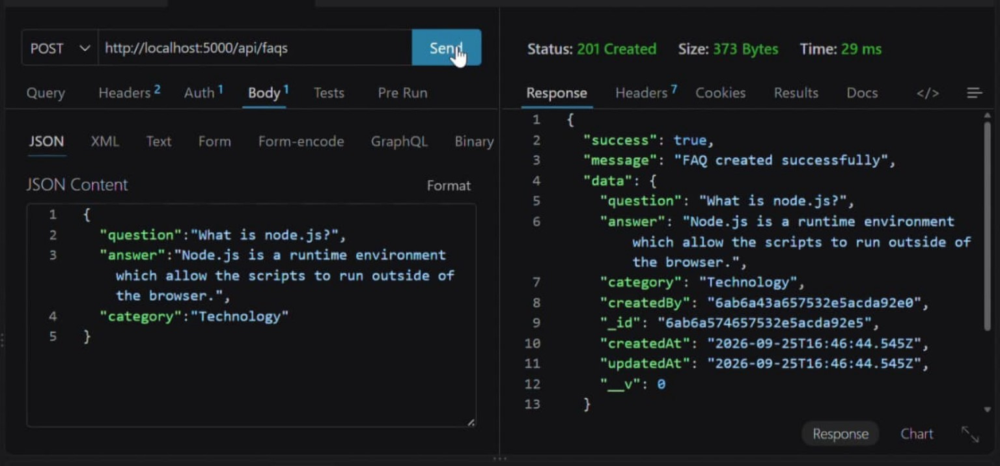 POST http://localhost:5000/api/faqs Send
Query Headers 2 Auth 1 Body 1 Tests Pre Run
JSON XML Text Form Form-encode GraphQL Binary
JSON Content Format
1 {
2 "question":"What is node.js?",
3 "answer":"Node.js is a runtime environment
which allow the scripts to run outside of
the browser.",
4 "category":"Technology"
5 }
Status: 201 Created Size: 373 Bytes Time: 29 ms
Response Headers 7 Cookies Results Docs </>
1 {
2 "success": true,
3 "message": "FAQ created successfully",
4 "data": {
5 "question": "What is node.js?",
6 "answer": "Node.js is a runtime environment
which allow the scripts to run outside of
the browser.",
7 "category": "Technology",
8 "createdBy": "6ab6a43a657532e5acda92e0",
9 "_id": "6ab6a574657532e5acda92e5",
10 "createdAt": "2026-09-25T16:46:44.545Z",
11 "updatedAt": "2026-09-25T16:46:44.545Z",
12 "__v": 0
13 }
Response Chart